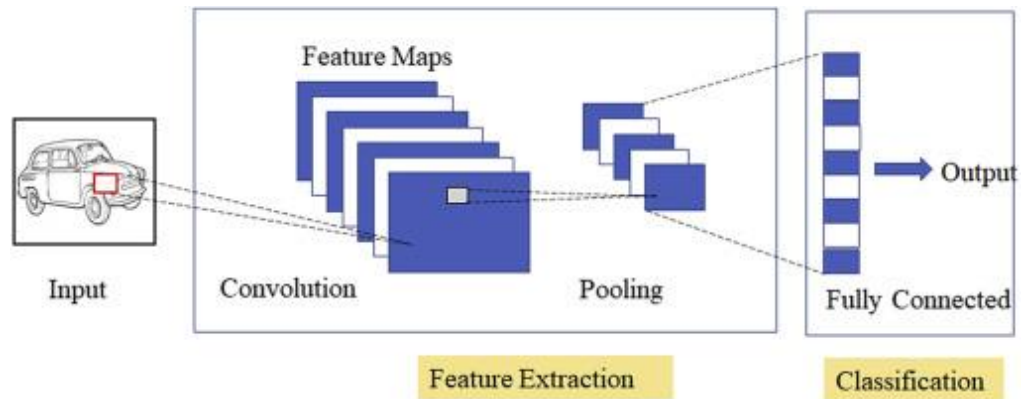 Feature Maps
Output
Input
Convolution
Pooling
Fully Connected
Feature Extraction
Classification